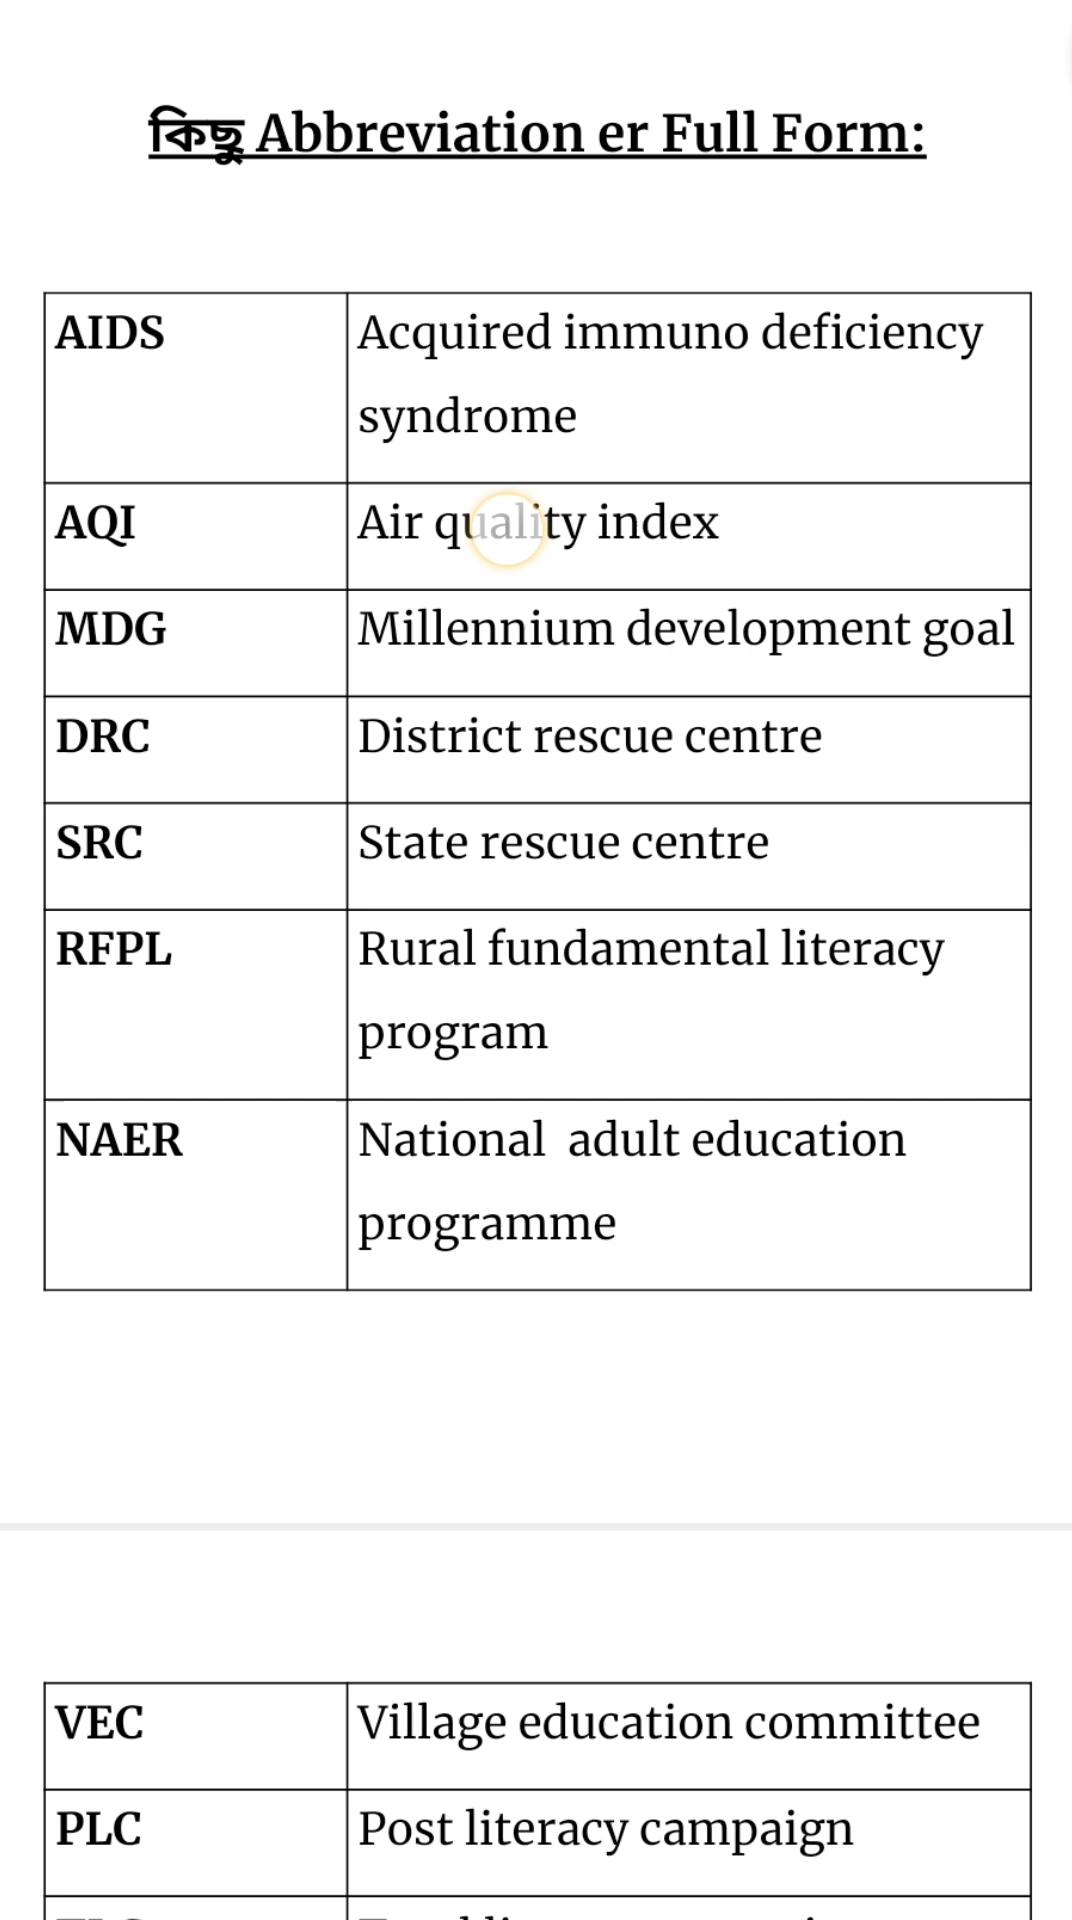 কিছু Abbreviation er Full Form:
AIDS Acquired immuno deficiency
syndrome
AQI Air quality index
MDG Millennium development goal
DRC District rescue centre
SRC State rescue centre
RFPL Rural fundamental literacy
program
NAER National adult education
programme
VEC Village education committee
PLC Post literacy campaign